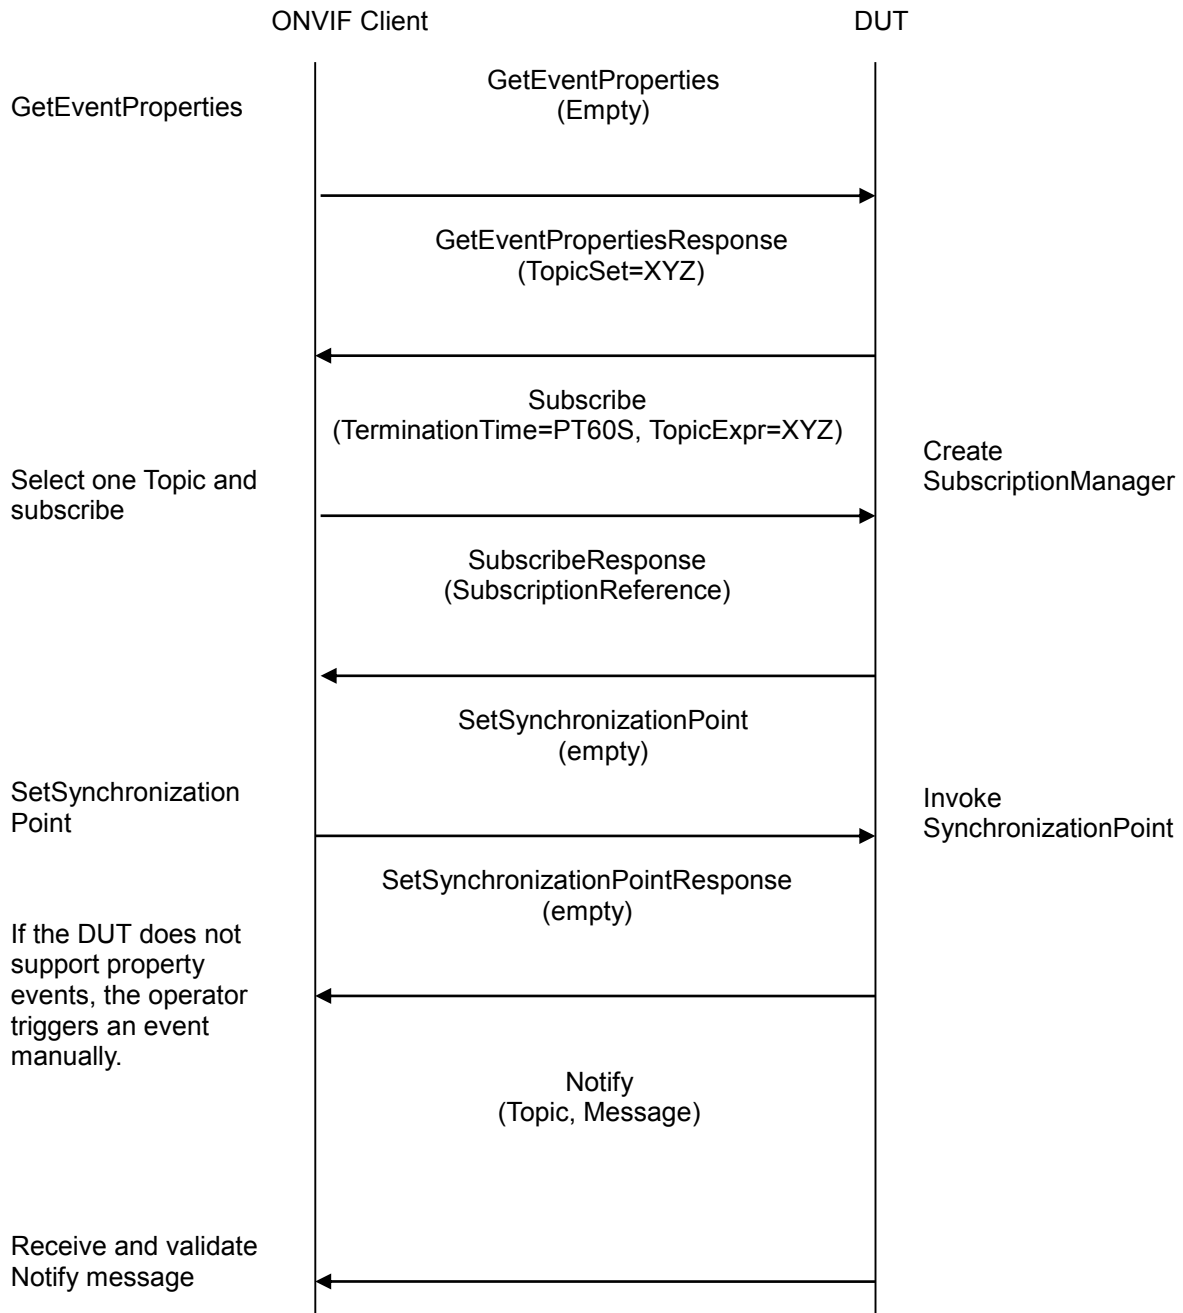 ONVIF Client
DUT
GetEventProperties
(Empty)
GetEventProperties
GetEventPropertiesResponse
(TopicSet=XYZ)
Subscribe
(TerminationTime=PT60S, TopicExpr=XYZ)
Create
SubscriptionManager
Select one Topic and
subscribe
SubscribeResponse
(SubscriptionReference)
SetSynchronizationPoint
(empty)
SetSynchronization
Point
Invoke
SynchronizationPoint
SetSynchronizationPointResponse
(empty)
If the DUT does not
support property
events, the operator
triggers an event
manually.
Notify
(Topic, Message)
Receive and validate
Notify message